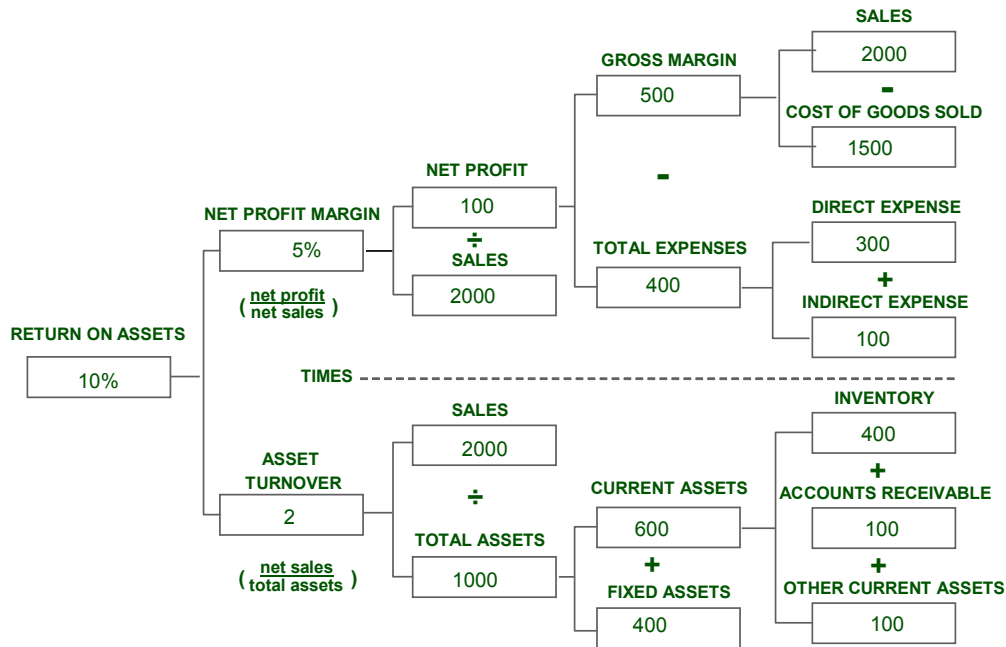 SALES
2000
GROSS MARGIN
500
-
COST OF GOODS SOLD
1500
NET PROFIT
100
-
NET PROFIT MARGIN
5%
÷
SALES
2000
TOTAL EXPENSES
400
DIRECT EXPENSE
300
+
INDIRECT EXPENSE
100
( net profit
net sales )
RETURN ON ASSETS
10%
TIMES
SALES
2000
INVENTORY
400
+
ASSET
TURNOVER
2
÷
CURRENT ASSETS
600
ACCOUNTS RECEIVABLE
100
+
TOTAL ASSETS
1000
+
( net sales
total assets )
FIXED ASSETS
400
OTHER CURRENT ASSETS
100